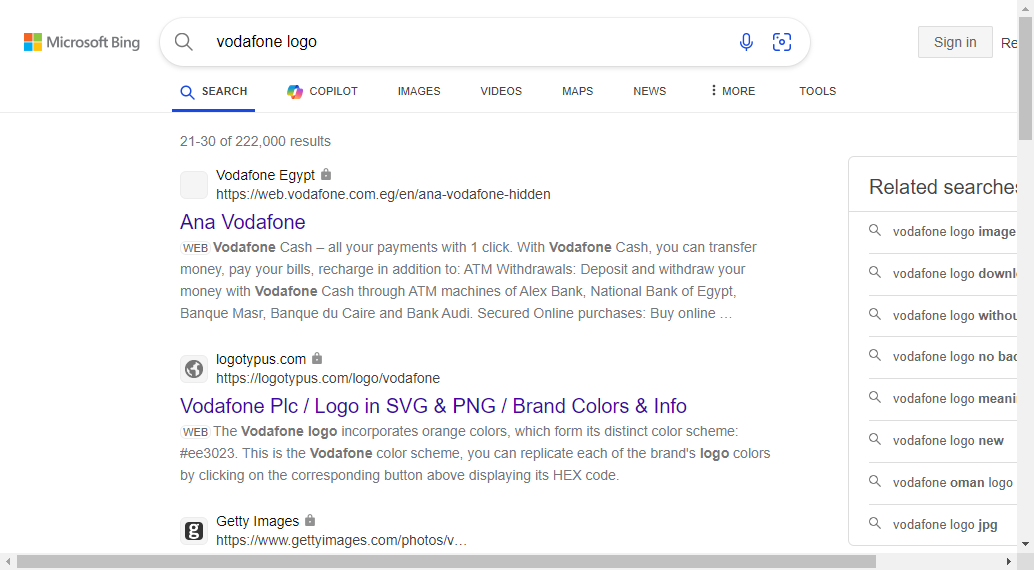 Microsoft Bing
vodafone logo
Sign in
Re
SEARCH
COPILOT
IMAGES
VIDEOS
MAPS
NEWS
MORE
TOOLS
21-30 of 222,000 results
Vodafone Egypt
https://web.vodafone.com.eg/en/ana-vodafone-hidden
Ana Vodafone
WEB Vodafone Cash – all your payments with 1 click. With Vodafone Cash, you can transfer
money, pay your bills, recharge in addition to: ATM Withdrawals: Deposit and withdraw your
money with Vodafone Cash through ATM machines of Alex Bank, National Bank of Egypt,
Banque Masr, Banque du Caire and Bank Audi. Secured Online purchases: Buy online …
logotypus.com
https://logotypus.com/logo/vodafone
Vodafone Plc / Logo in SVG & PNG / Brand Colors & Info
WEB The Vodafone logo incorporates orange colors, which form its distinct color scheme:
#ee3023. This is the Vodafone color scheme, you can replicate each of the brand's logo colors
by clicking on the corresponding button above displaying its HEX code.
g
Getty Images
https://www.gettyimages.com/photos/v…
Related searches
vodafone logo image
vodafone logo downl
vodafone logo withou
vodafone logo no bac
vodafone logo meani
vodafone logo new
vodafone oman logo
vodafone logo jpg